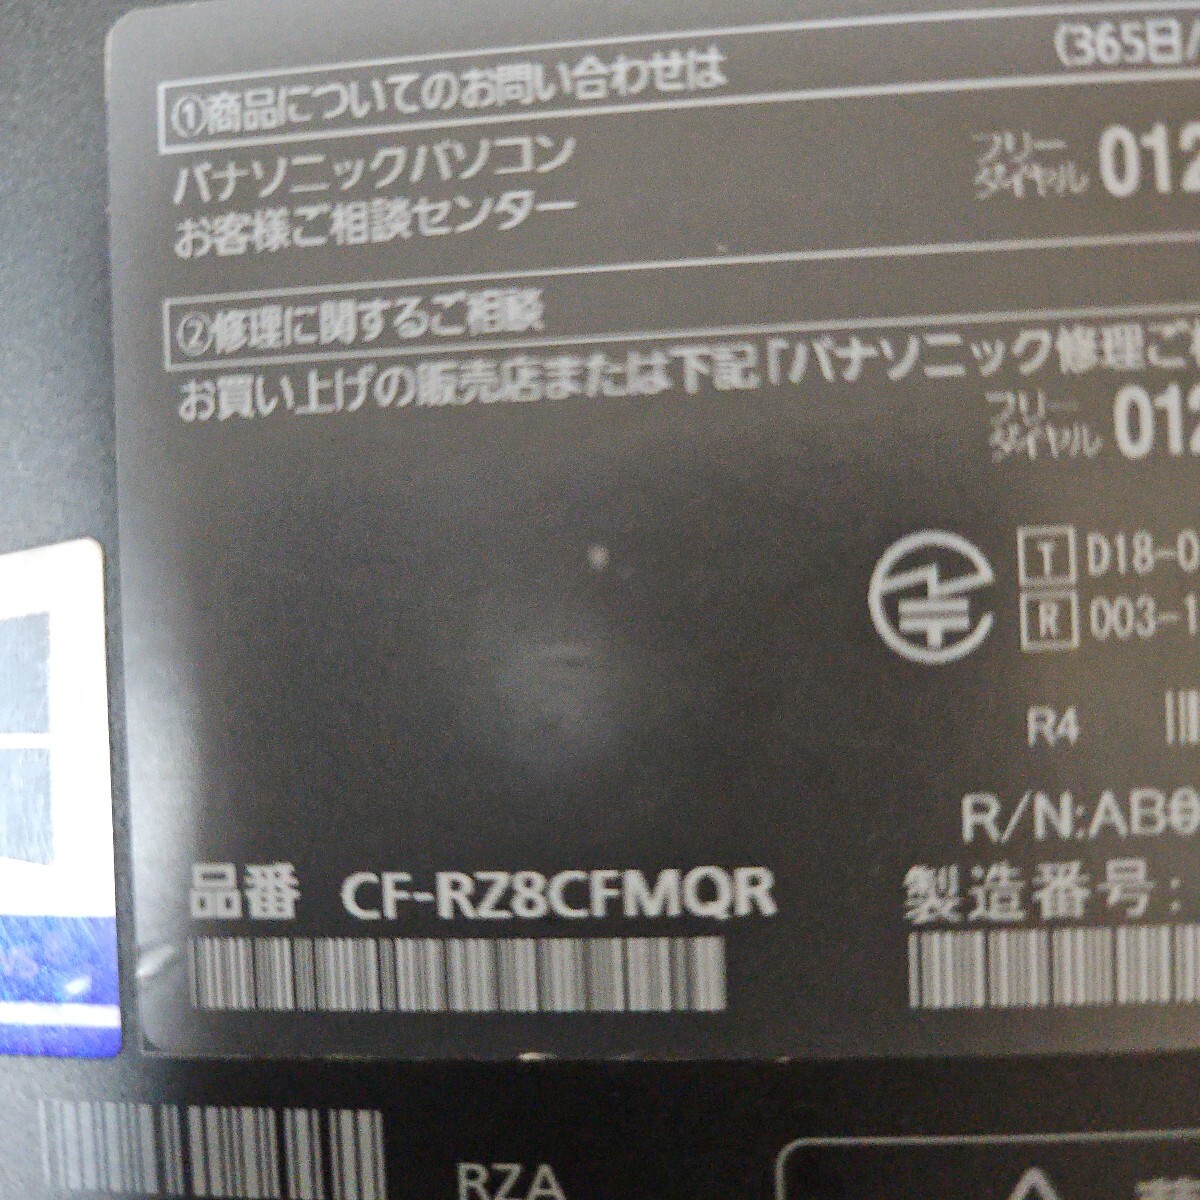 ①商品についてのお問い合わせは
(365日/
パナソニックパソコン
お客様ご相談センター
フリー
ダイヤル 012
②修理に関するご相談
お買い上げの販売店または下記「パナソニック修理ご
フリー
ダイヤル 012
T D18-0
R 003-1
R4
R/N:AB
品番 CF-RZ8CFMQR
製造番号:
RZA